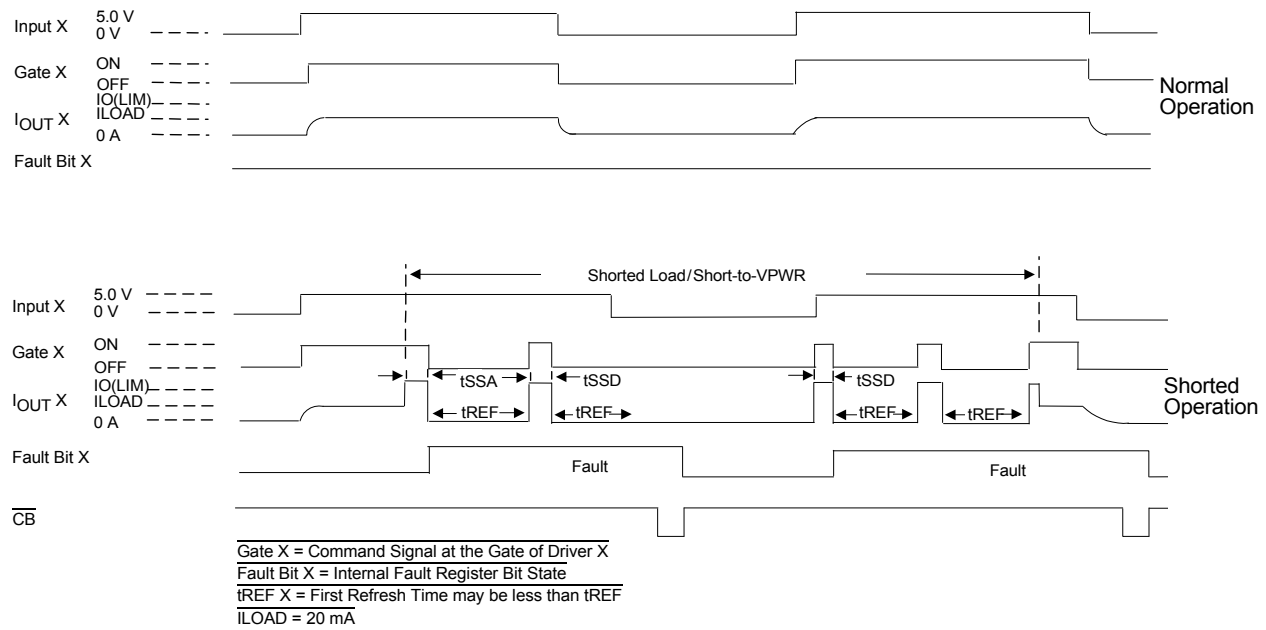 Input X 5.0 V
0 V
Gate X ON
OFF
IOUT X IO(LIM)
ILOAD
0 A
Fault Bit X
Normal
Operation
Shorted Load/Short-to-VPWR
Input X 5.0 V
0 V
Gate X ON
OFF
IOUT X IO(LIM)
ILOAD
0 A
tSSA tSSD tSSD
tREF tREF tREF tREF
Shorted
Operation
Fault Bit X Fault Fault
CB
Gate X = Command Signal at the Gate of Driver X
Fault Bit X = Internal Fault Register Bit State
tREF X = First Refresh Time may be less than tREF
ILOAD = 20 mA